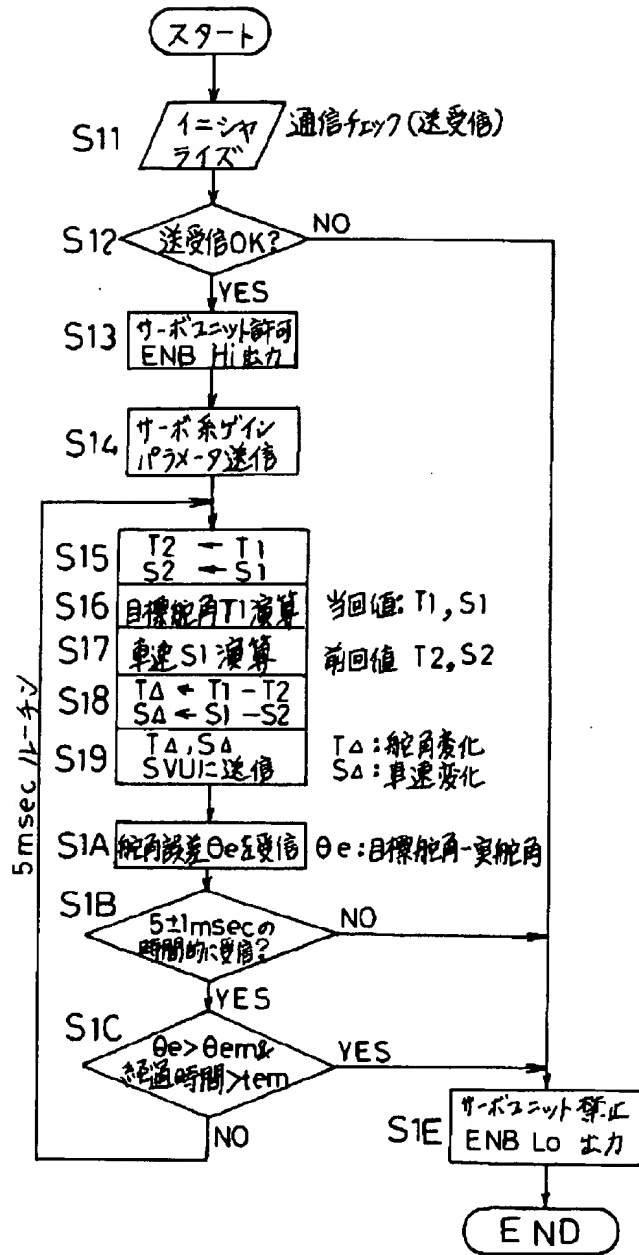 スタート
S11
イニシャ
ライズ
通信チェック(送受信)
S12
送受信OK?
NO
YES
S13
サーボユニット許可
ENB Hi 出力
S14
サーボ系ゲイン
パラメータ送信
S15
T2 ← T1
S2 ← S1
S16
目標舵角T1演算
当回値: T1, S1
S17
車速S1演算
前回値 T2, S2
S18
TΔ ← T1 - T2
SΔ ← S1 - S2
S19
TΔ, SΔ
SVUに送信
TΔ:舵角変化
SΔ:車速変化
5msec ルーチン
S1A
舵角誤差θeを受信
θe:目標舵角-実舵角
S1B
5±1msecの
時間的に受信?
NO
YES
S1C
θe>θem&
経過時間>tem
YES
NO
S1E
サーボユニット禁止
ENB Lo 出力
END